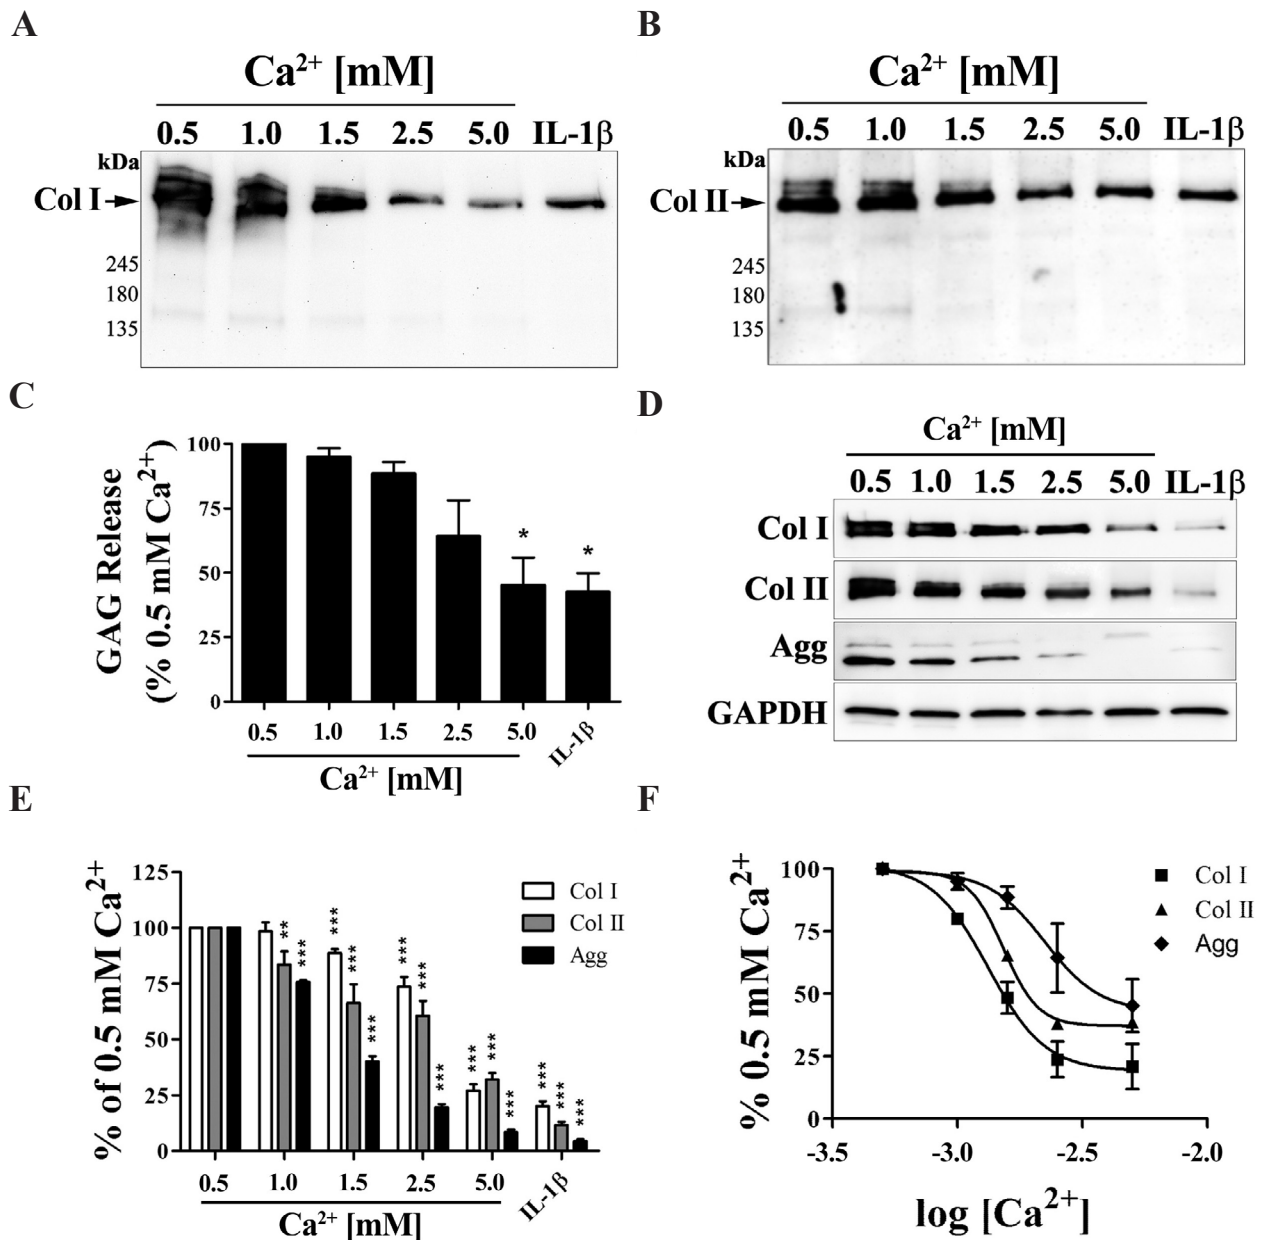 A
Ca²⁺ [mM]
0.5 1.0 1.5 2.5 5.0 IL-1β
kDa
Col I
245
180
135
B
Ca²⁺ [mM]
0.5 1.0 1.5 2.5 5.0 IL-1β
kDa
Col II
245
180
135
C
GAG Release
(% 0.5 mM Ca²⁺)
100
75
50
25
0
* *
0.5 1.0 1.5 2.5 5.0 IL-1β
Ca²⁺ [mM]
D
Ca²⁺ [mM]
0.5 1.0 1.5 2.5 5.0 IL-1β
Col I
Col II
Agg
GAPDH
E
% of 0.5 mM Ca²⁺
125
100
75
50
25
0
** ***
*** *** ***
*** *** ***
*** *** ***
*** *** ***
Col I
Col II
Agg
0.5 1.0 1.5 2.5 5.0 IL-1β
Ca²⁺ [mM]
F
% 0.5 mM Ca²⁺
100
75
50
25
0
-3.5 -3.0 -2.5 -2.0
log [Ca²⁺]
Col I
Col II
Agg